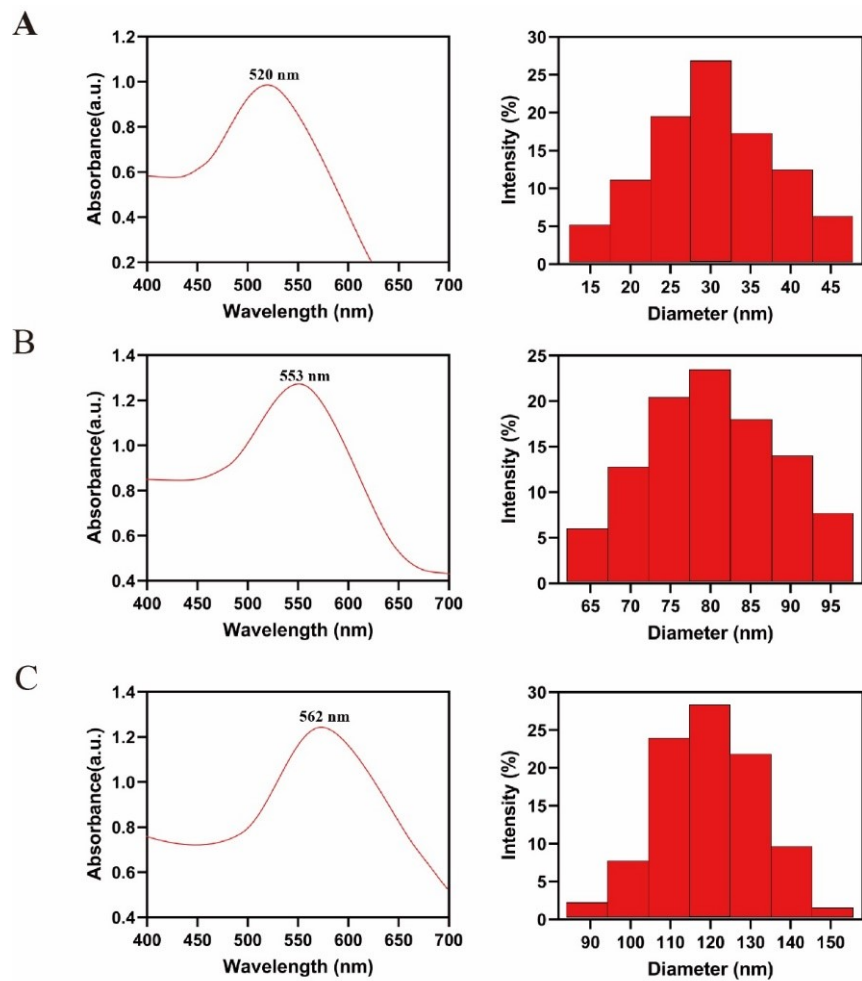 A
Absorbance(a.u.)
1.2
1.0
0.8
0.6
0.4
0.2
520 nm
400 450 500 550 600 650 700
Wavelength (nm)
Intensity (%)
30
25
20
15
10
5
0
15 20 25 30 35 40 45
Diameter (nm)
B
Absorbance(a.u.)
1.4
1.2
1.0
0.8
0.6
0.4
553 nm
400 450 500 550 600 650 700
Wavelength (nm)
Intensity (%)
25
20
15
10
5
0
65 70 75 80 85 90 95
Diameter (nm)
C
Absorbance(a.u.)
1.4
1.2
1.0
0.8
0.6
0.4
562 nm
400 450 500 550 600 650 700
Wavelength (nm)
Intensity (%)
30
25
20
15
10
5
0
90 100 110 120 130 140 150
Diameter (nm)